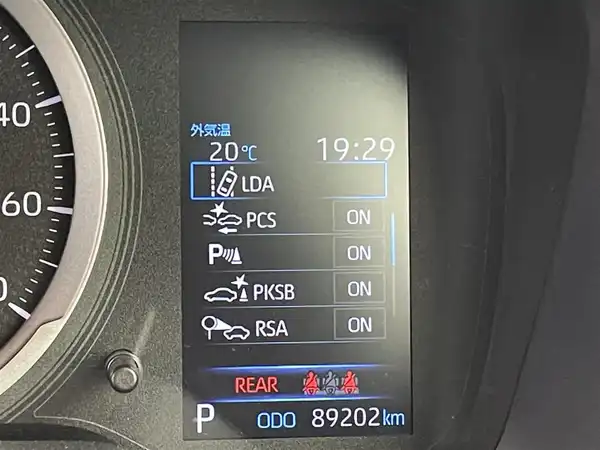 外気温
20℃ 19:29
LDA
PCS ON
P ON
PKSB ON
RSA ON
REAR
P ODO 89202km
40
60
0